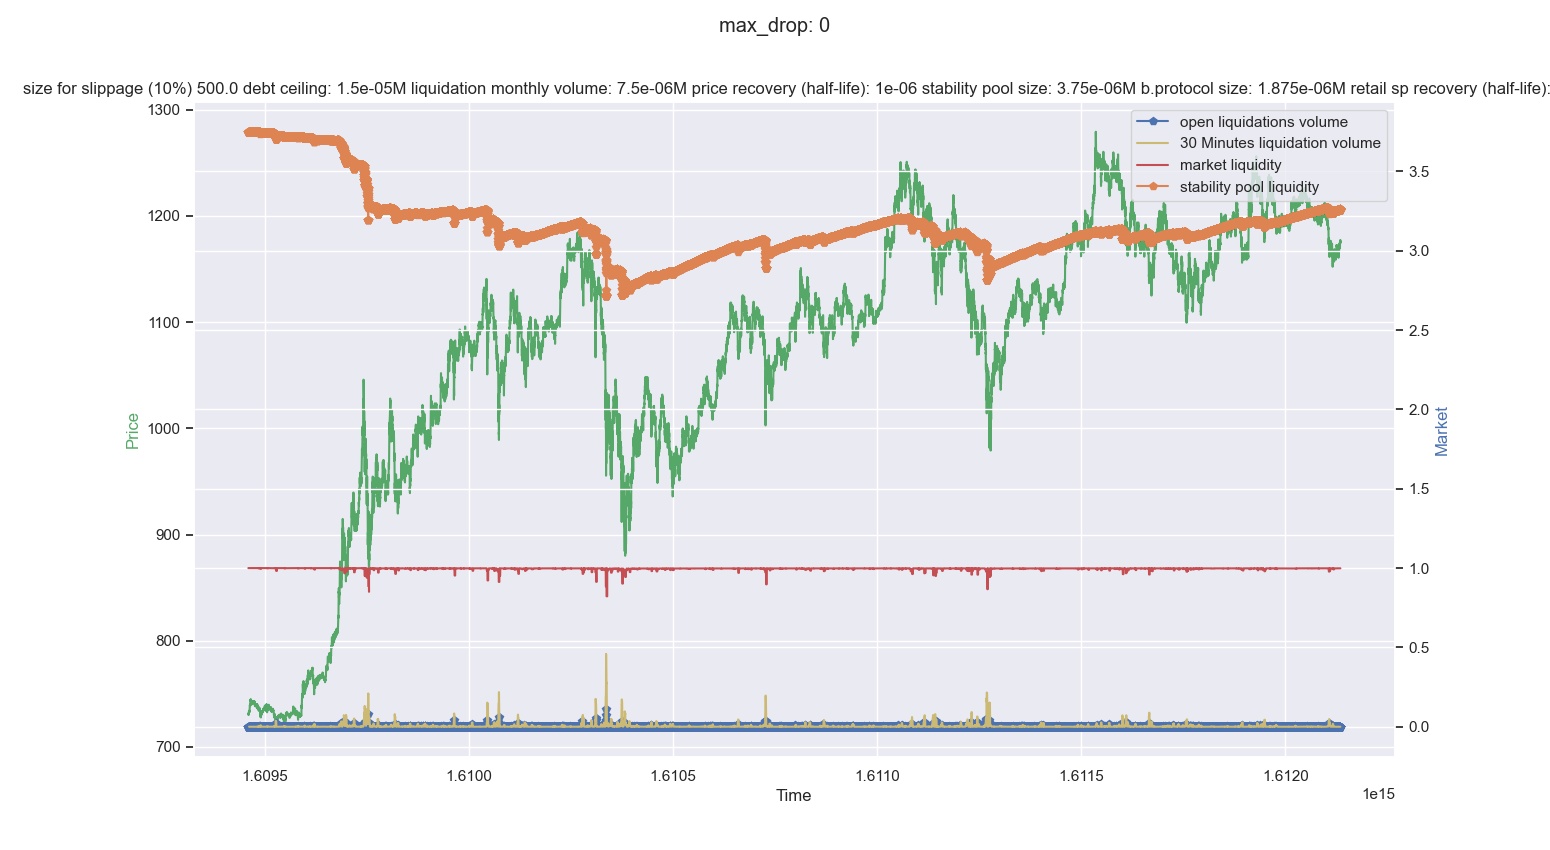 max_drop: 0
size for slippage (10%) 500.0 debt ceiling: 1.5e-05M liquidation monthly volume: 7.5e-06M price recovery (half-life): 1e-06 stability pool size: 3.75e-06M b.protocol size: 1.875e-06M retail sp recovery (half-life):
open liquidations volume
30 Minutes liquidation volume
market liquidity
stability pool liquidity
1300
1200
1100
1000
900
800
700
Price
3.5
3.0
2.5
2.0
1.5
1.0
0.5
0.0
Market
1.6095 1.6100 1.6105 1.6110 1.6115 1.6120
Time
1e15